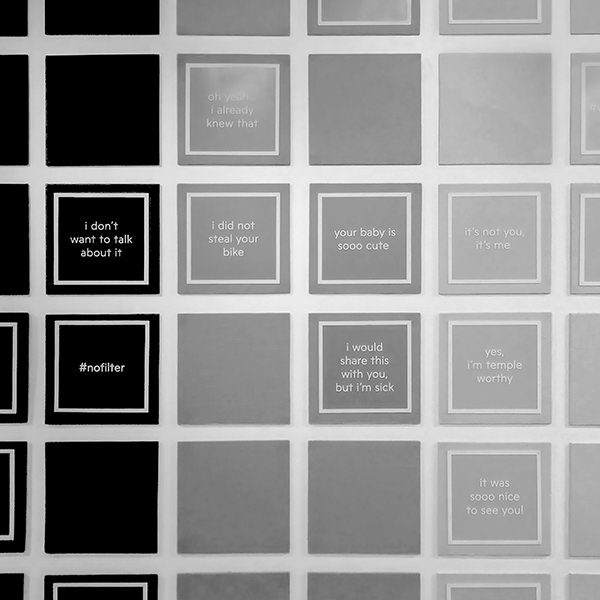 oh yeah...
i already
knew that
i don't
want to talk
about it
i did not
steal your
bike
your baby is
sooo cute
it's not you,
it's me
#nofilter
i would
share this
with you,
but i'm sick
yes,
i'm temple
worthy
it was
sooo nice
to see you!